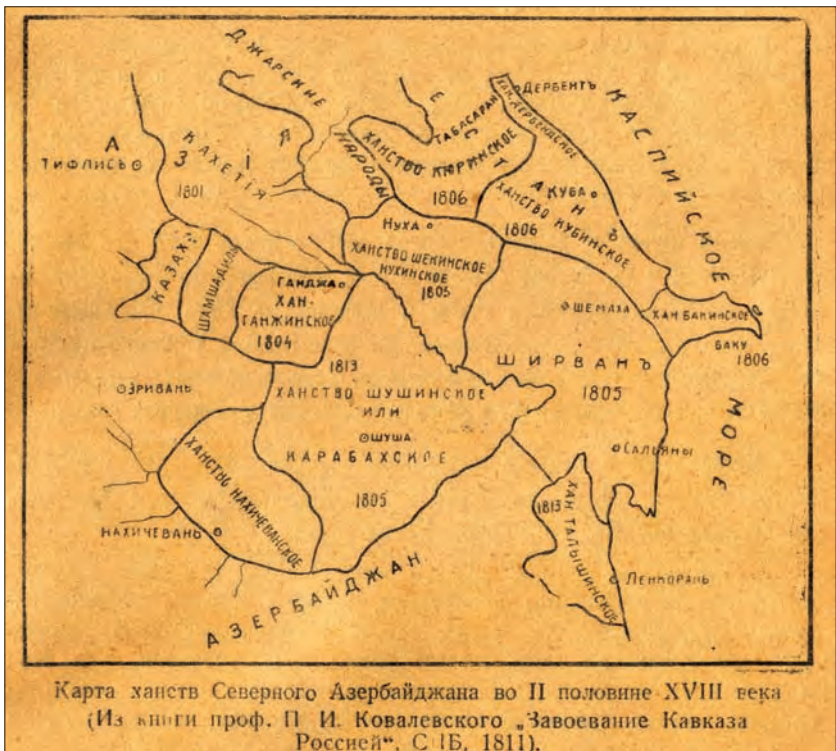 ДЖАРСКИЕ
НАРОДЫ
ЕСТАНЪ
ТАБАСАРАН
ХАН. ДЕРБЕНДСКОЕ
ДЕРБЕНТЪ
КАСПИЙСКОЕ
МОРЕ
А З І Я
ТИФЛИСЪ
КАХЕТІЯ
1801
ХАНСТВО КЮРИНСКОЕ
1806
КУБА
ХАНСТВО КУБИНСКОЕ
1806
КАЗАХ
ШАМШАДИЛЬ
ГАНДЖА
ХАН-
ГАНЖИНСКОЕ
1804
НУХА
ХАНСТВО ШЕКИНСКОЕ
НУХИНСКОЕ
1805
ШЕМАХА
ШИРВАНЪ
1805
ХАН БАКИНСКОЕ
БАКУ
1806
1813
ХАНСТВО ШУШИНСКОЕ
ИЛИ
ШУША
КАРАБАХСКОЕ
1805
ЭРИВАНЬ
ХАНСТВО НАХИЧЕВАНСКОЕ
НАХИЧЕВАНЬ
САЛЬЯНЫ
1813
ХАН ТАЛЫШИНСКОЕ
ЛЕНКОРАНЬ
АЗЕРБАЙДЖАН
Карта ханств Северного Азербайджана во II половине XVIII века
(Из книги проф. П. И. Ковалевского „Завоевание Кавказа
Россией“, СПБ, 1811).